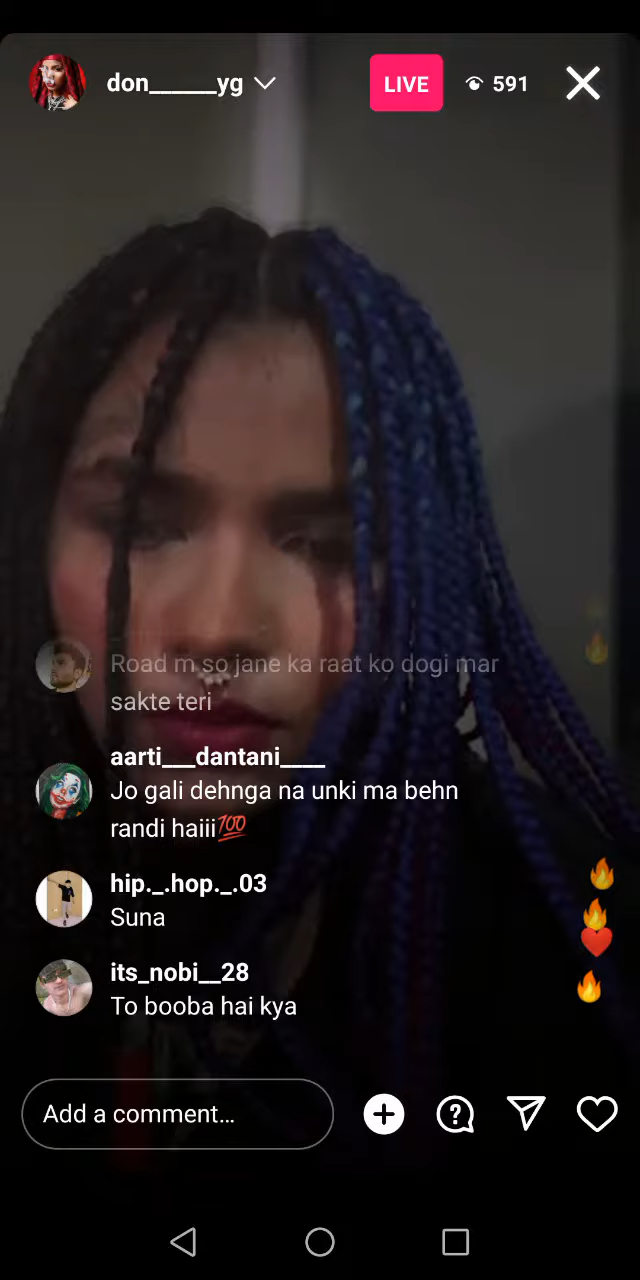 don______yg
LIVE
591
Road m so jane ka raat ko dogi mar
sakte teri
aarti___dantani____
Jo gali dehnga na unki ma behn
randi haiii💯
hip._.hop._.03
Suna
its_nobi__28
To booba hai kya
Add a comment...